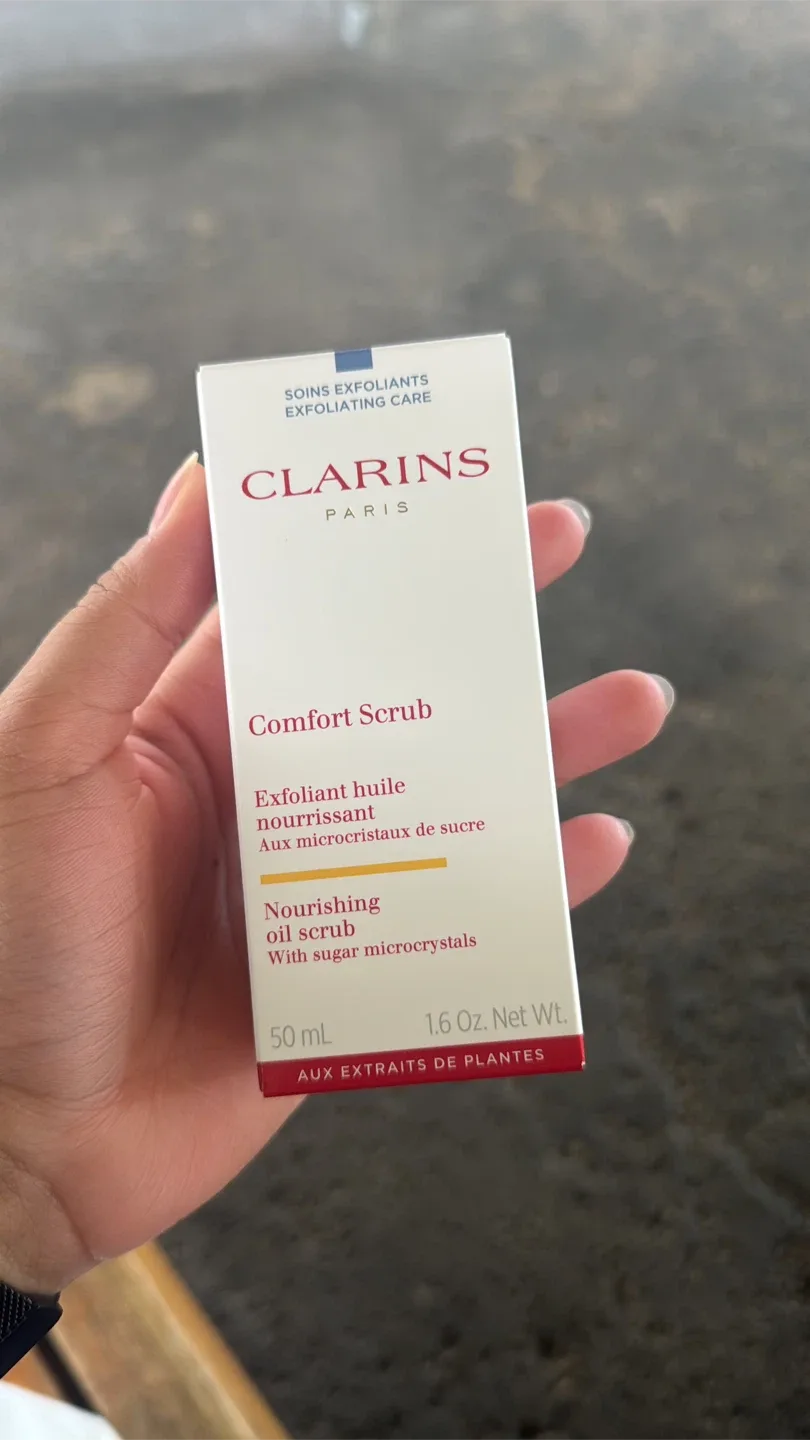 SOINS EXFOLIANTS
EXFOLIATING CARE
CLARINS
PARIS
Comfort Scrub
Exfoliant huile
nourrissant
Aux microcristaux de sucre
Nourishing
oil scrub
With sugar microcrystals
50 mL 1.6 Oz. Net Wt.
AUX EXTRAITS DE PLANTES